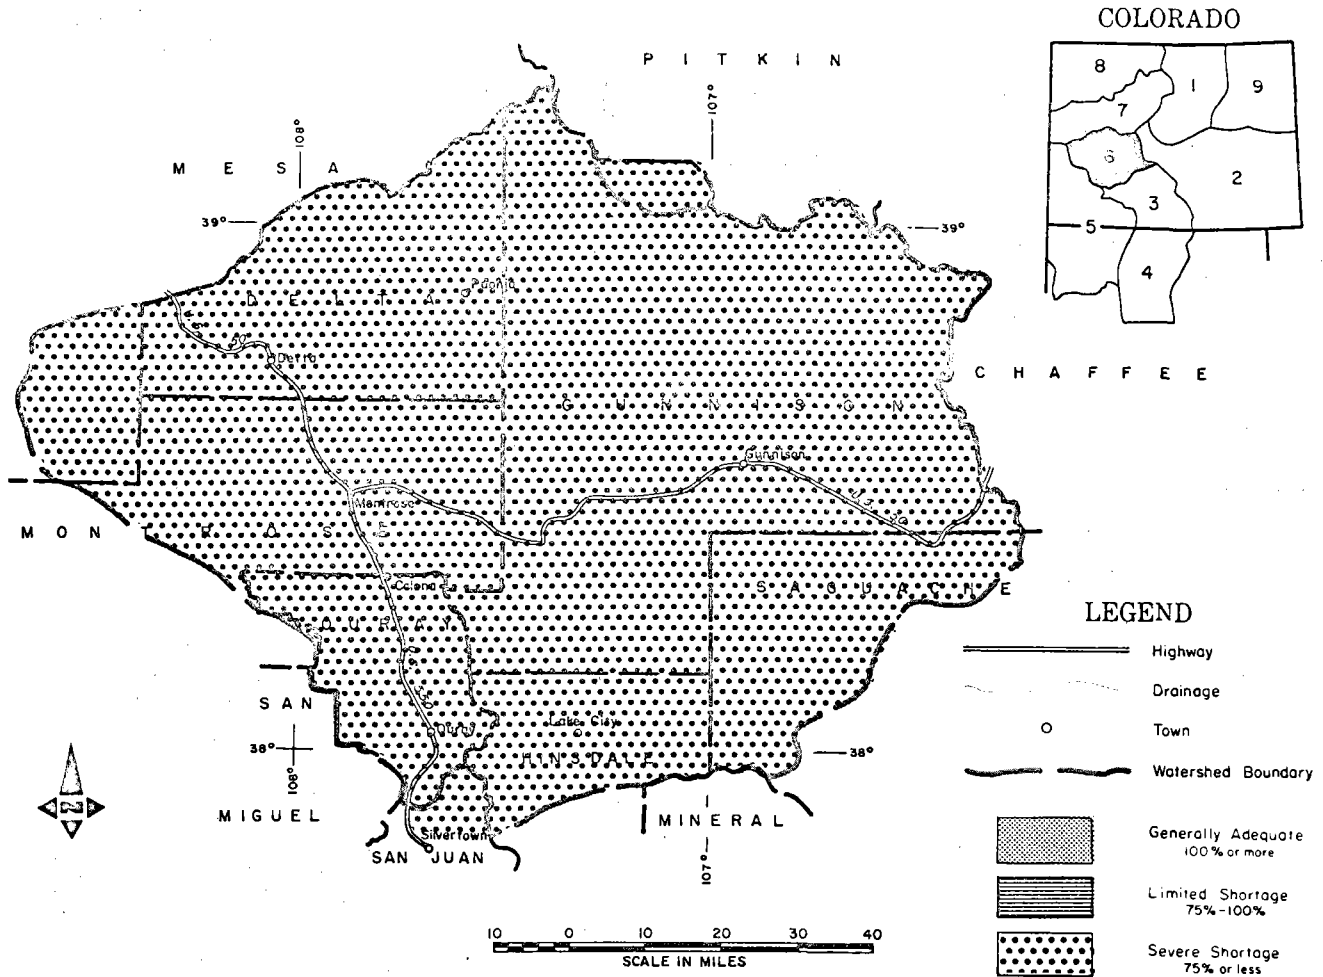 COLORADO
8
1
9
7
6
2
3
5
4
PITKIN
107°
108°
MESA
39°
39°
DELTA
Paonia
U.S. 50
Delta
CHAFFEE
GUNNISON
Gunnison
Montrose
MONTROSE
Colona
SAGUACHE
OURAY
Ouray
Lake City
SAN
38°
38°
108°
HINSDALE
MIGUEL
MINERAL
Silvertown
SAN JUAN
107°
N
LEGEND
Highway
Drainage
Town
Watershed Boundary
Generally Adequate
100% or more
Limited Shortage
75%-100%
Severe Shortage
75% or less
10 0 10 20 30 40
SCALE IN MILES